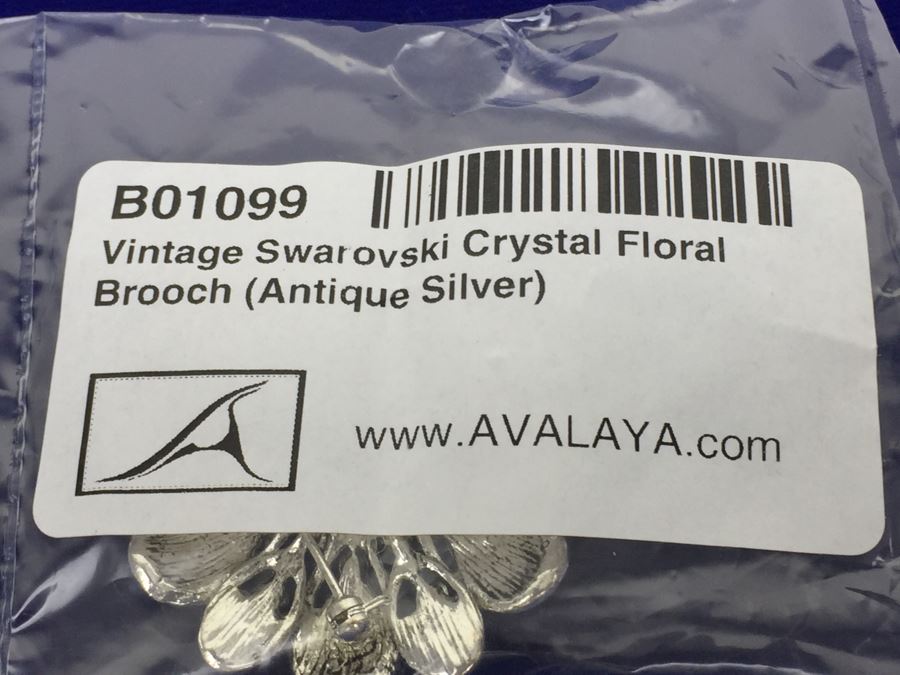 B01099
Vintage Swarovski Crystal Floral
Brooch (Antique Silver)
www.AVALAYA.com